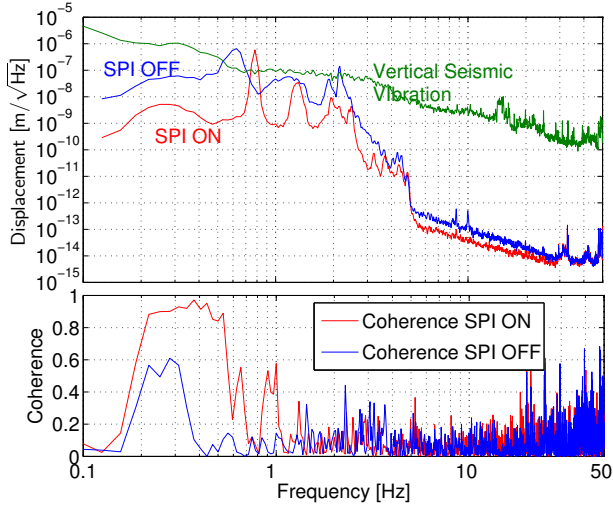 10^-5
10^-6
10^-7
10^-8
10^-9
10^-10
10^-11
10^-12
10^-13
10^-14
10^-15
Displacement [m/√Hz]
SPI OFF
SPI ON
Vertical Seismic
Vibration
1
0.8
0.6
0.4
0.2
0
Coherence
Coherence SPI ON
Coherence SPI OFF
0.1 1 10 50
Frequency [Hz]